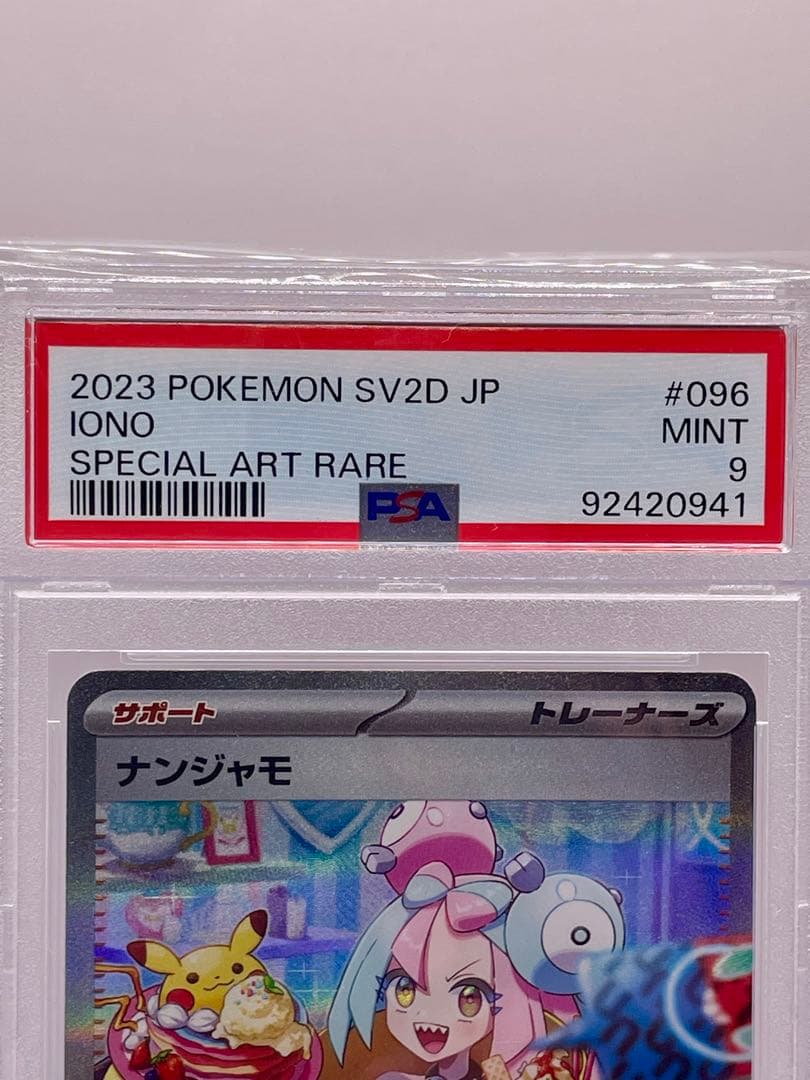 2023 POKEMON SV2D JP #096
IONO MINT
SPECIAL ART RARE 9
PSA 92420941
サポート トレーナーズ
ナンジャモ